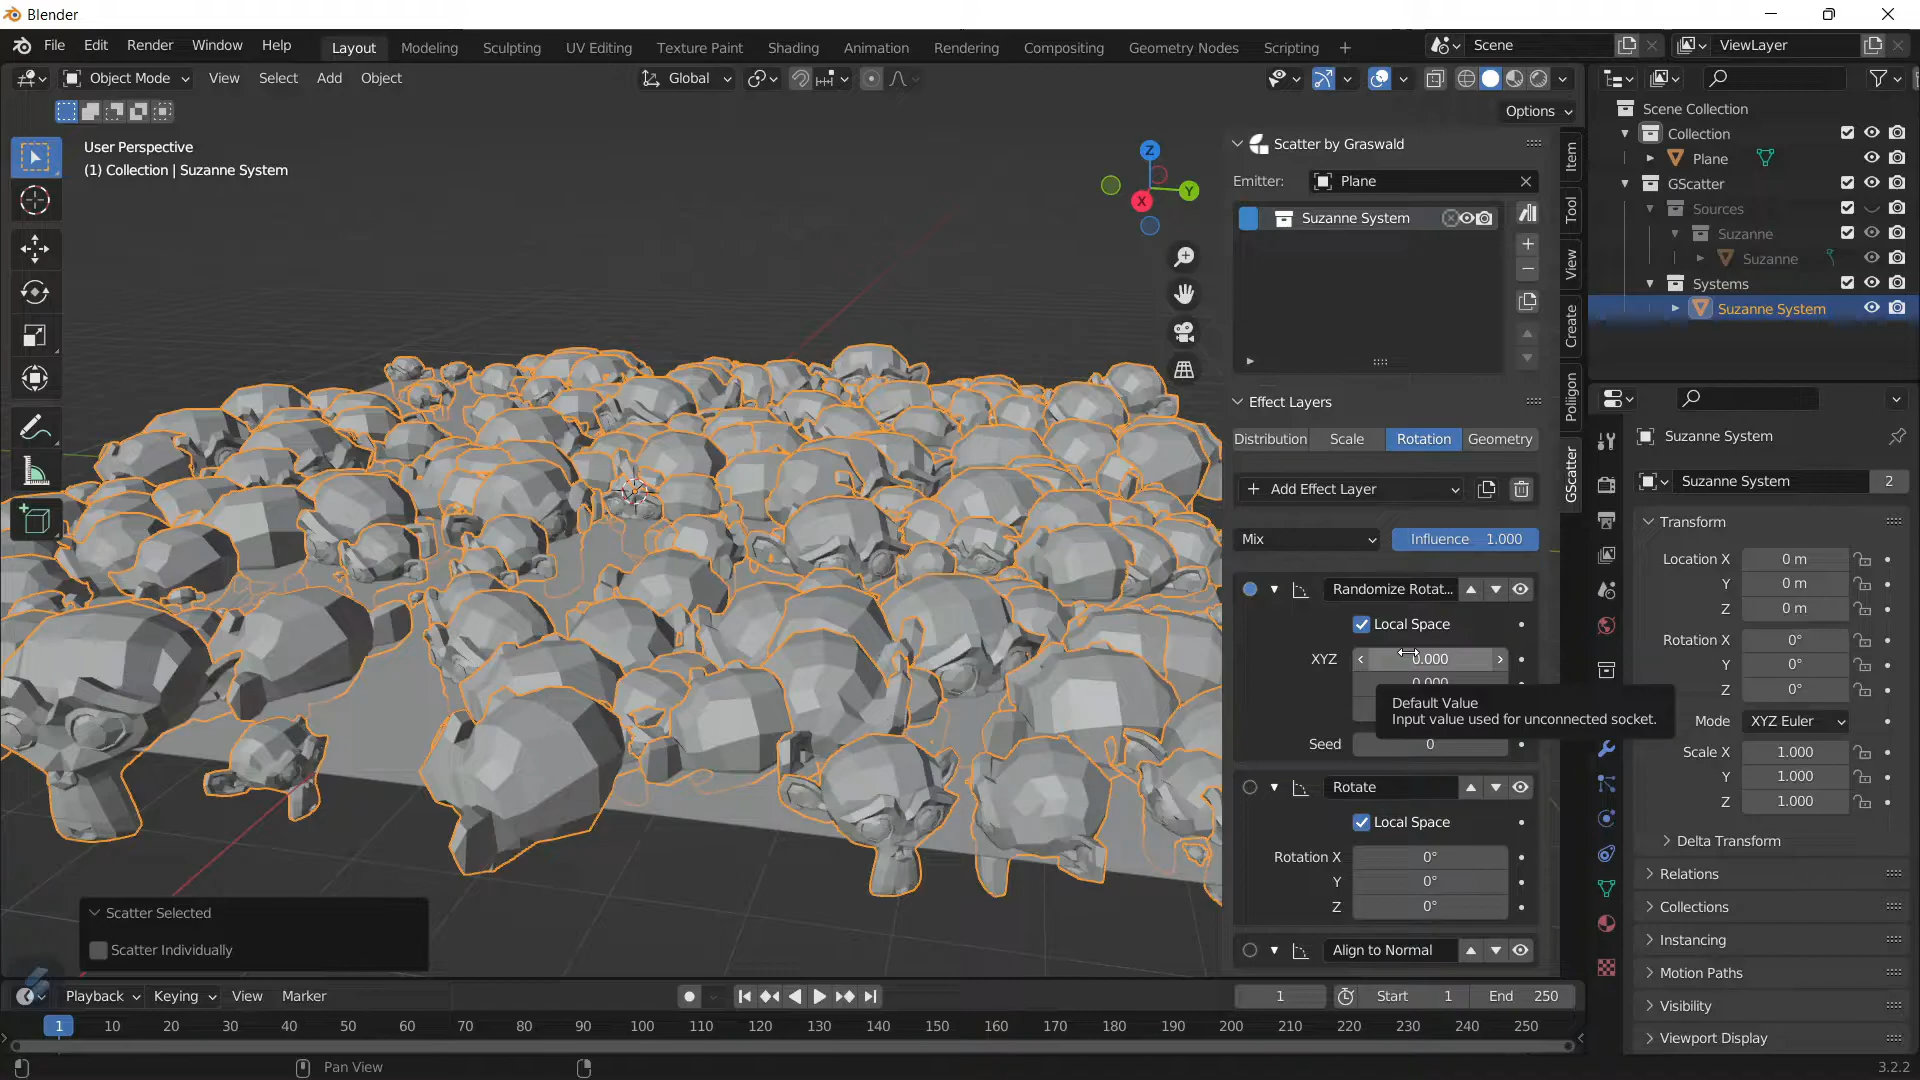 Blender
File Edit Render Window Help Layout Modeling Sculpting UV Editing Texture Paint Shading Animation Rendering Compositing Geometry Nodes Scripting + Scene ViewLayer
Object Mode View Select Add Object Global
Options
User Perspective
(1) Collection | Suzanne System
Z
Y
X
Scatter by Graswald
Emitter: Plane
Suzanne System
Effect Layers
Distribution Scale Rotation Geometry
+ Add Effect Layer
Mix Influence 1.000
Randomize Rotat...
Local Space
XYZ 0.000
0.000
Default Value
Input value used for unconnected socket.
Seed 0
Rotate
Local Space
Rotation X 0°
Y 0°
Z 0°
Align to Normal
Item
Tool
View
Create
Poliigon
GScatter
Scene Collection
Collection
Plane
GScatter
Sources
Suzanne
Suzanne
Systems
Suzanne System
Suzanne System
Suzanne System 2
Transform
Location X 0 m
Y 0 m
Z 0 m
Rotation X 0°
Y 0°
Z 0°
Mode XYZ Euler
Scale X 1.000
Y 1.000
Z 1.000
Delta Transform
Relations
Collections
Instancing
Motion Paths
Visibility
Viewport Display
Scatter Selected
Scatter Individually
Playback Keying View Marker 1 Start 1 End 250
1 10 20 30 40 50 60 70 80 90 100 110 120 130 140 150 160 170 180 190 200 210 220 230 240 250
Pan View 3.2.2